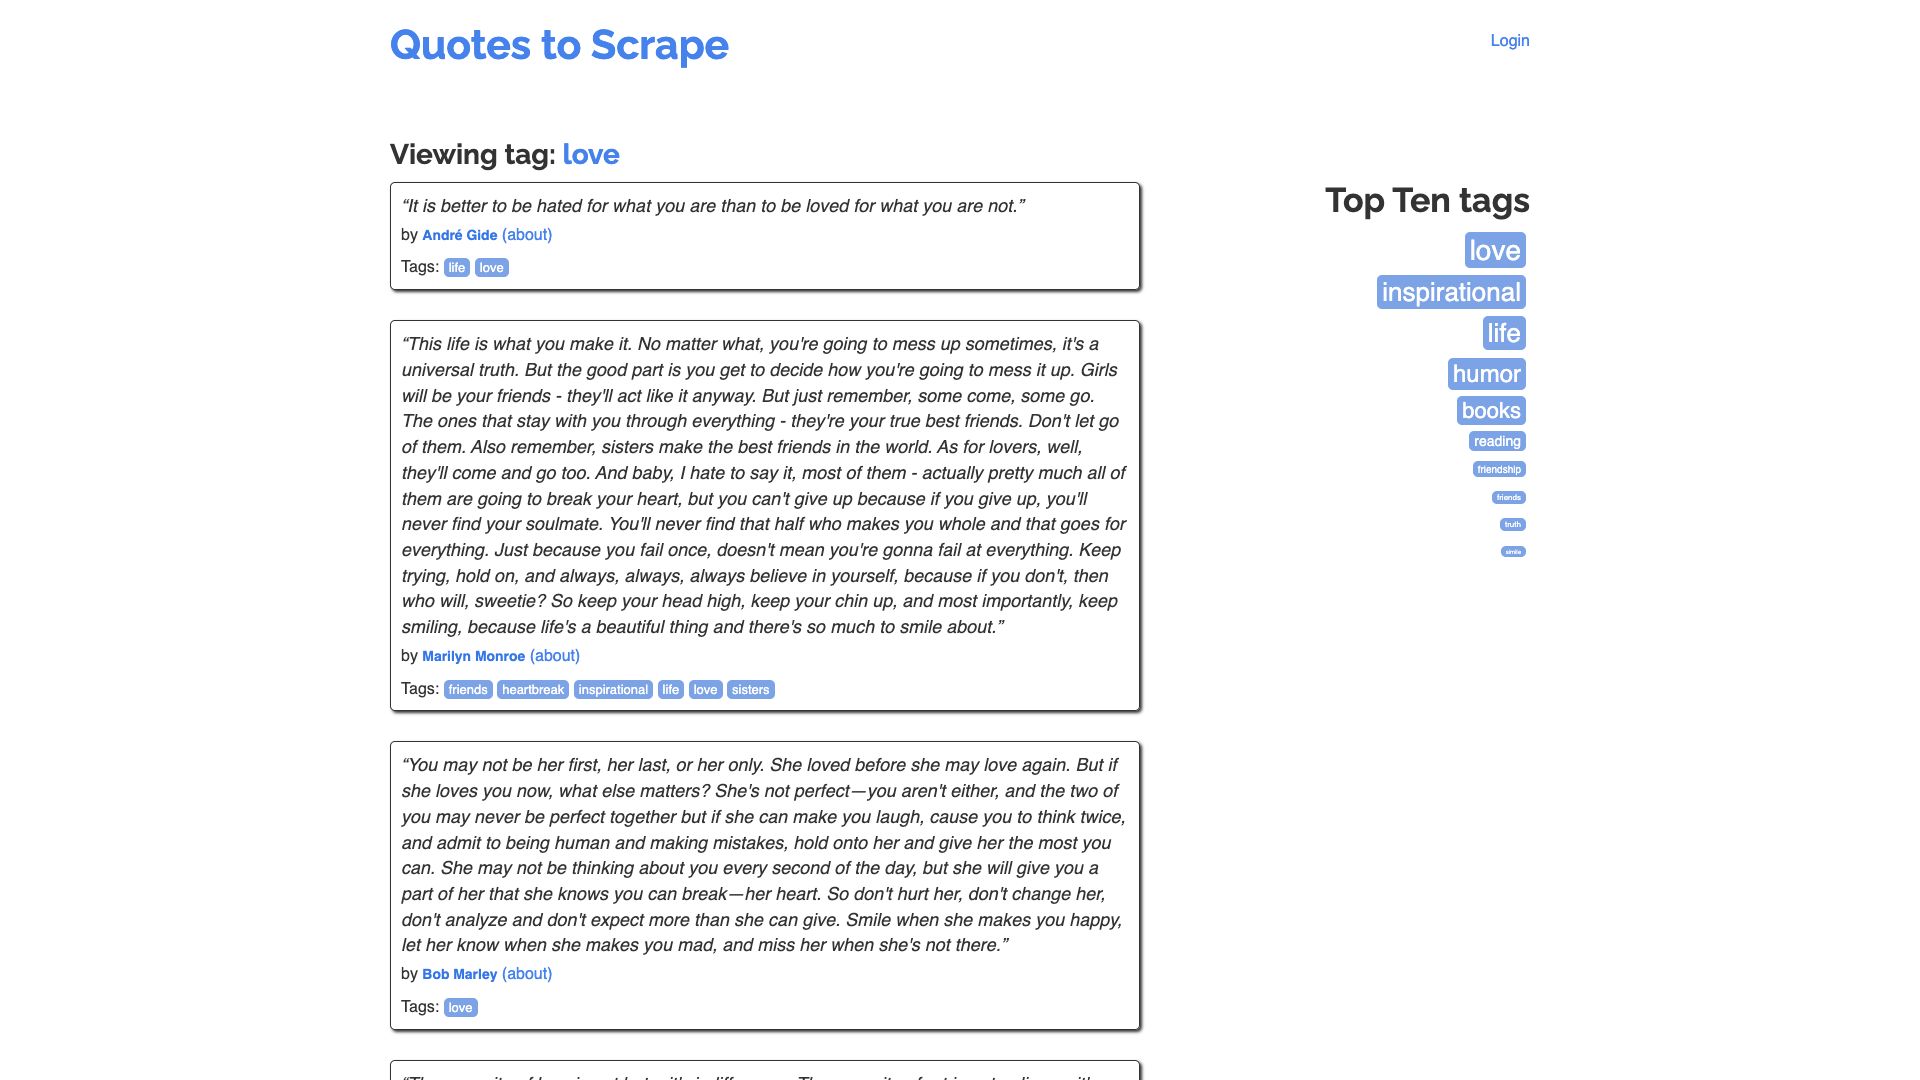 Quotes to Scrape
Login
Viewing tag: love
“It is better to be hated for what you are than to be loved for what you are not.”
by André Gide (about)
Tags: life love
“This life is what you make it. No matter what, you're going to mess up sometimes, it's a
universal truth. But the good part is you get to decide how you're going to mess it up. Girls
will be your friends - they'll act like it anyway. But just remember, some come, some go.
The ones that stay with you through everything - they're your true best friends. Don't let go
of them. Also remember, sisters make the best friends in the world. As for lovers, well,
they'll come and go too. And baby, I hate to say it, most of them - actually pretty much all of
them are going to break your heart, but you can't give up because if you give up, you'll
never find your soulmate. You'll never find that half who makes you whole and that goes for
everything. Just because you fail once, doesn't mean you're gonna fail at everything. Keep
trying, hold on, and always, always, always believe in yourself, because if you don't, then
who will, sweetie? So keep your head high, keep your chin up, and most importantly, keep
smiling, because life's a beautiful thing and there's so much to smile about.”
by Marilyn Monroe (about)
Tags: friends heartbreak inspirational life love sisters
“You may not be her first, her last, or her only. She loved before she may love again. But if
she loves you now, what else matters? She's not perfect—you aren't either, and the two of
you may never be perfect together but if she can make you laugh, cause you to think twice,
and admit to being human and making mistakes, hold onto her and give her the most you
can. She may not be thinking about you every second of the day, but she will give you a
part of her that she knows you can break—her heart. So don't hurt her, don't change her,
don't analyze and don't expect more than she can give. Smile when she makes you happy,
let her know when she makes you mad, and miss her when she's not there.”
by Bob Marley (about)
Tags: love
Top Ten tags
love
inspirational
life
humor
books
reading
friendship
friends
truth
simile